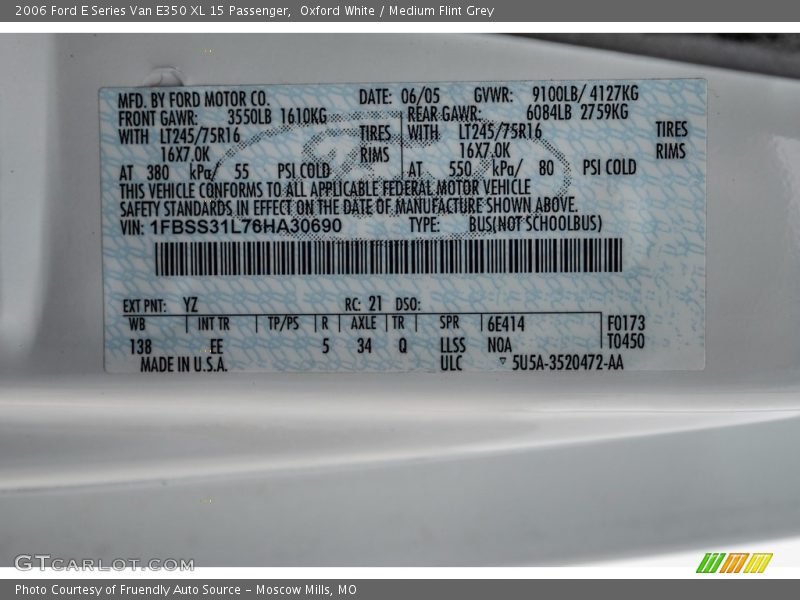 2006 Ford E Series Van E350 XL 15 Passenger, Oxford White / Medium Flint Grey
MFD. BY FORD MOTOR CO. DATE: 06/05 GVWR: 9100LB/ 4127KG
FRONT GAWR: 3550LB 1610KG REAR GAWR: 6084LB 2759KG
WITH LT245/75R16 TIRES WITH LT245/75R16 TIRES
16X7.0K RIMS 16X7.0K RIMS
AT 380 kPa/ 55 PSI COLD AT 550 kPa/ 80 PSI COLD
THIS VEHICLE CONFORMS TO ALL APPLICABLE FEDERAL MOTOR VEHICLE
SAFETY STANDARDS IN EFFECT ON THE DATE OF MANUFACTURE SHOWN ABOVE.
VIN: 1FBSS31L76HA30690 TYPE: BUS(NOT SCHOOLBUS)
EXT PNT: YZ RC: 21 DSO:
WB INT TR TP/PS R AXLE TR SPR 6E414 F0173
138 EE 5 34 Q LLSS NOA T0450
MADE IN U.S.A. ULC 5U5A-3520472-AA
GTCARLOT.COM
Photo Courtesy of Fruendly Auto Source – Moscow Mills, MO